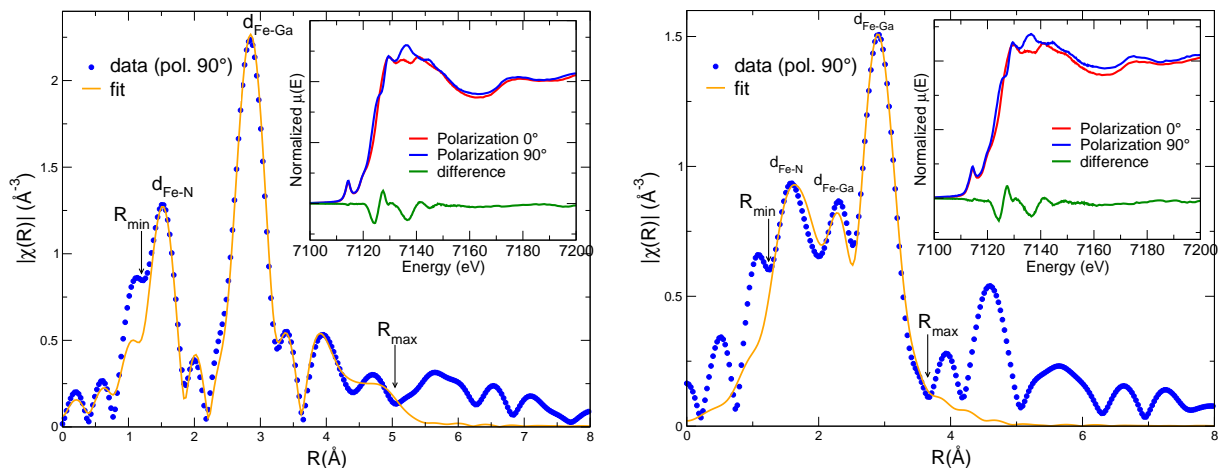 d_Fe-Ga
data (pol. 90°)
fit
d_Fe-N
R_min
R_max
|χ(R)| (Å⁻³)
2
1.5
1
0.5
0
0 1 2 3 4 5 6 7 8
R(Å)
Normalized μ(E)
Polarization 0°
Polarization 90°
difference
7100 7120 7140 7160 7180 7200
Energy (eV)
d_Fe-Ga
data (pol. 90°)
fit
d_Fe-N
d_Fe-Ga
R_min
R_max
|χ(R)| (Å⁻³)
1.5
1
0.5
0
0 2 4 6 8
R(Å)
Normalized μ(E)
Polarization 0°
Polarization 90°
difference
7100 7120 7140 7160 7180 7200
Energy (eV)